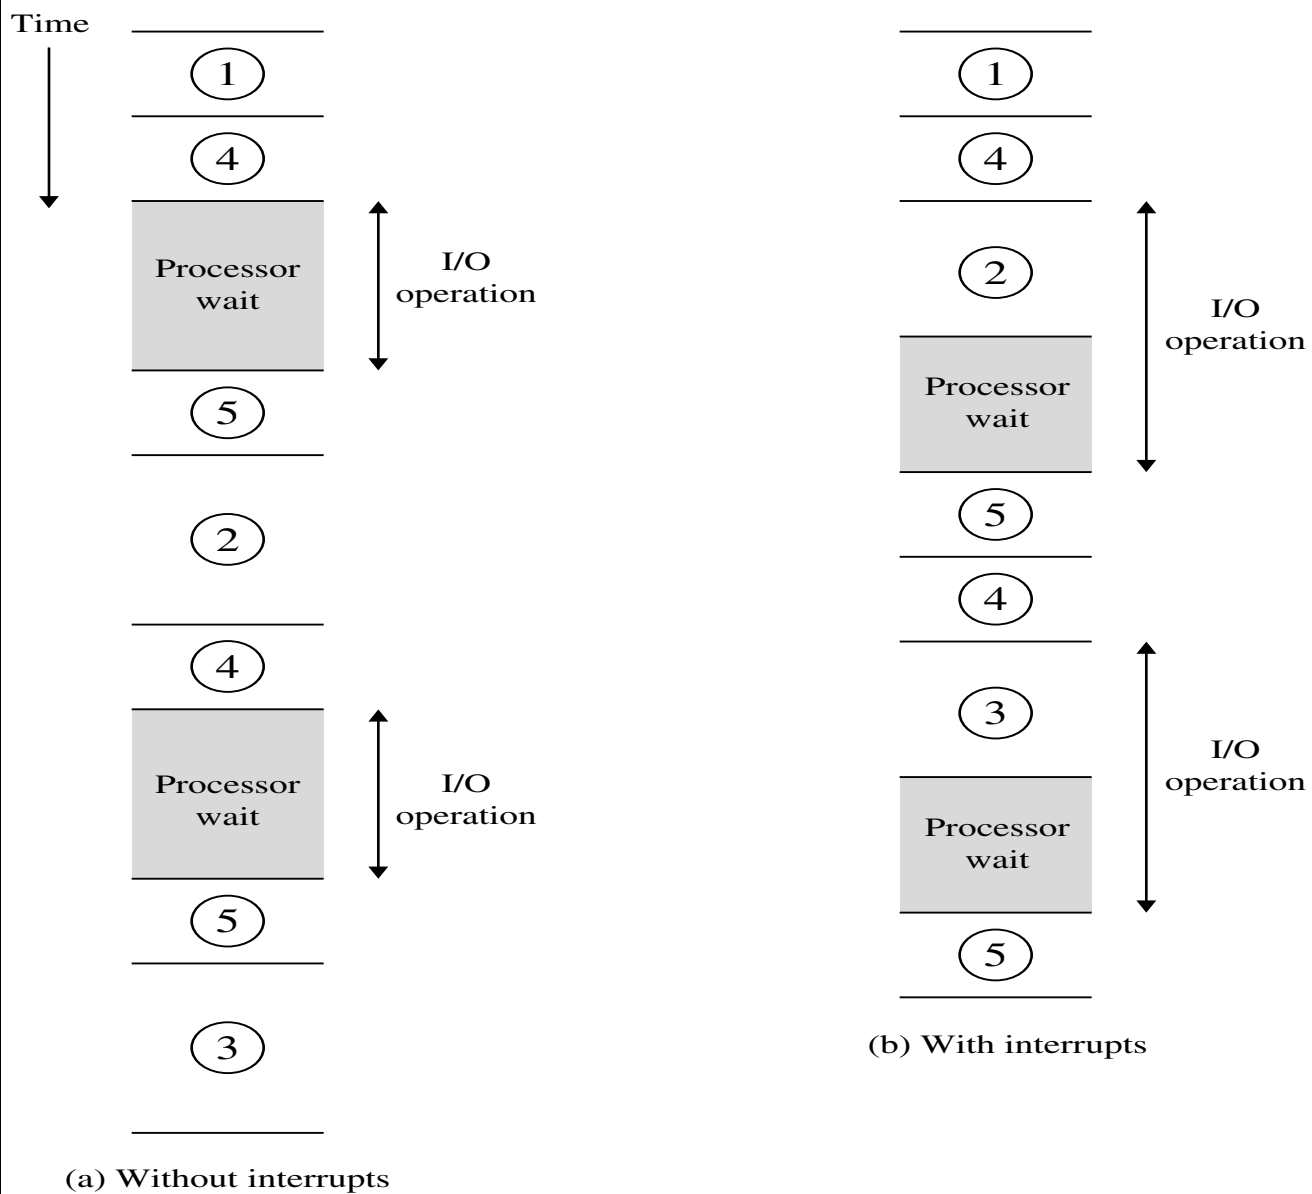 Time
1
4
Processor
wait
I/O
operation
5
2
4
Processor
wait
I/O
operation
5
3
(a) Without interrupts
1
4
2
I/O
operation
Processor
wait
5
4
3
I/O
operation
Processor
wait
5
(b) With interrupts